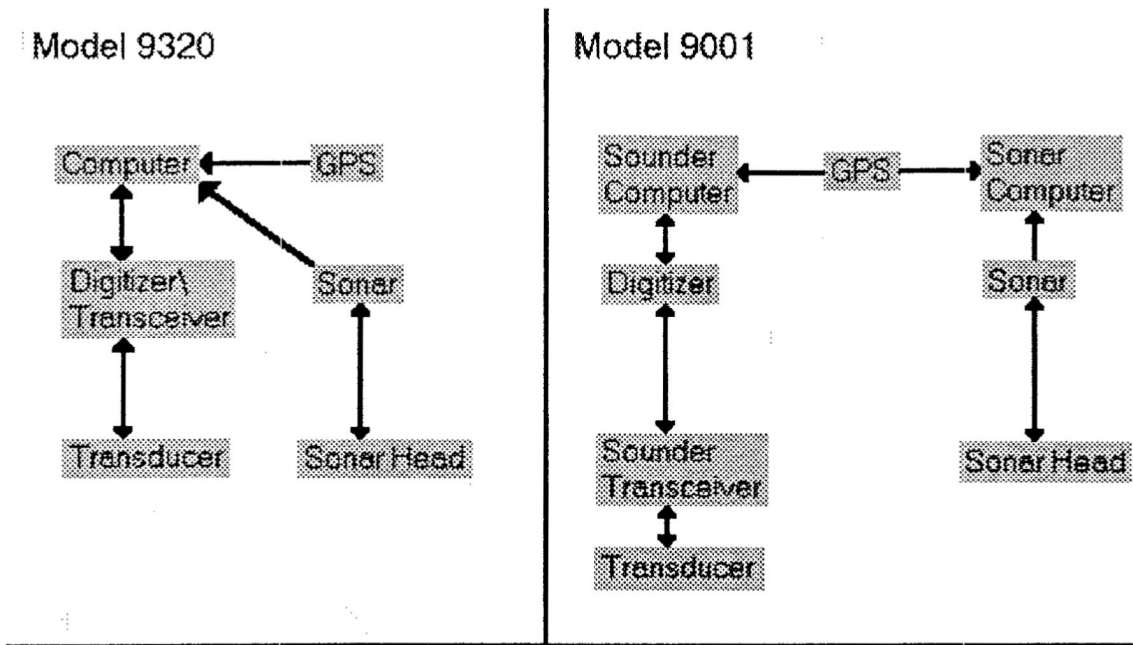 Model 9320
Computer
GPS
Digitizer\
Transceiver
Sonar
Transducer
Sonar Head
Model 9001
Sounder
Computer
GPS
Sonar
Computer
Digitizer
Sonar
Sounder
Transceiver
Sonar Head
Transducer